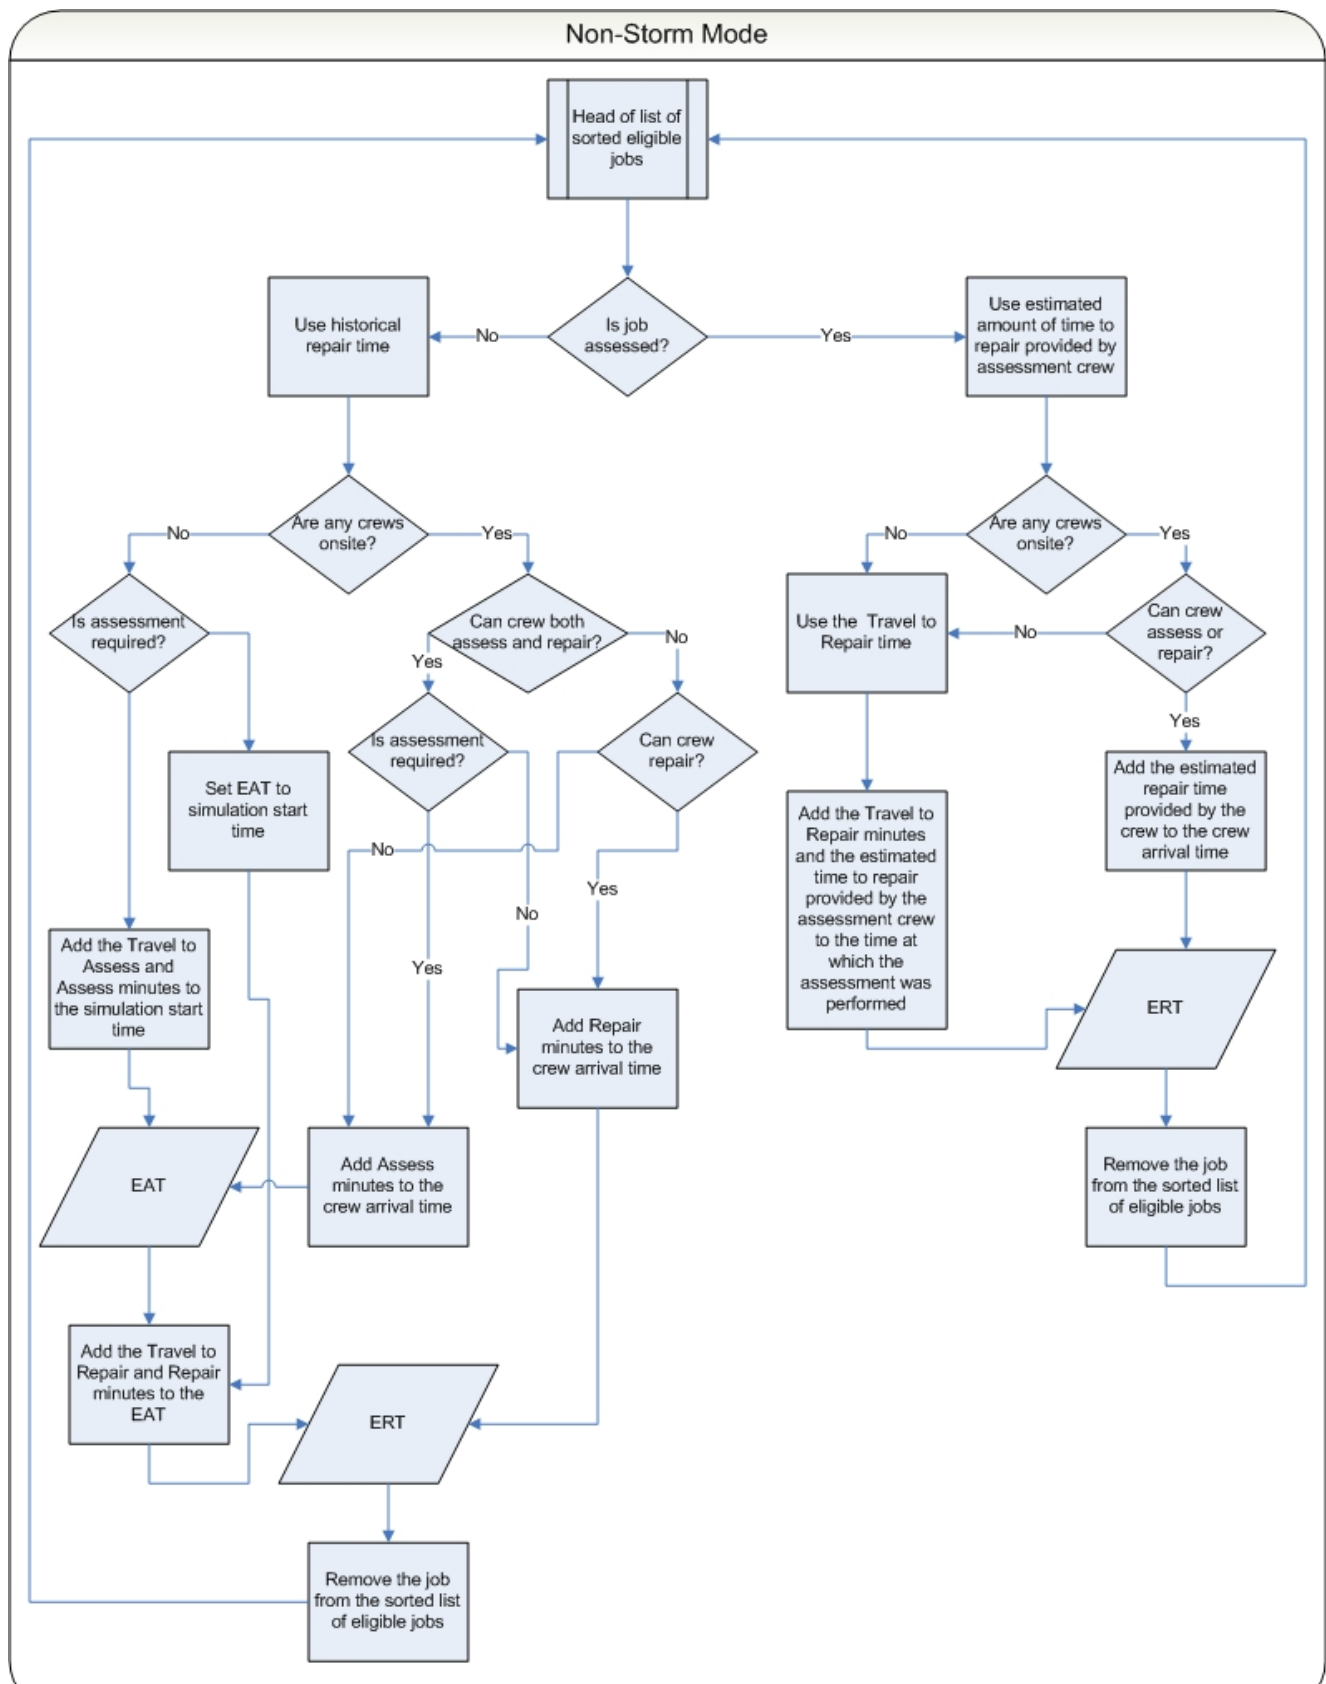 Non-Storm Mode
Head of list of
sorted eligible
jobs
Use historical
repair time
No
Is job
assessed?
Yes
Use estimated
amount of time to
repair provided by
assessment crew
No
Are any crews
onsite?
Yes
No
Are any crews
onsite?
Yes
Is assessment
required?
Can crew both
assess and repair?
No
Yes
Use the Travel to
Repair time
No
Can crew
assess or
repair?
Yes
Set EAT to
simulation start
time
Is assessment
required?
Can crew
repair?
No
Yes
No
Yes
Add the Travel to
Repair minutes
and the estimated
time to repair
provided by the
assessment crew
to the time at
which the
assessment was
performed
Add the estimated
repair time
provided by the
crew to the crew
arrival time
Add the Travel to
Assess and
Assess minutes to
the simulation start
time
Add Repair
minutes to the
crew arrival time
ERT
EAT
Add Assess
minutes to the
crew arrival time
Remove the job
from the sorted list
of eligible jobs
Add the Travel to
Repair and Repair
minutes to the
EAT
ERT
Remove the job
from the sorted list
of eligible jobs